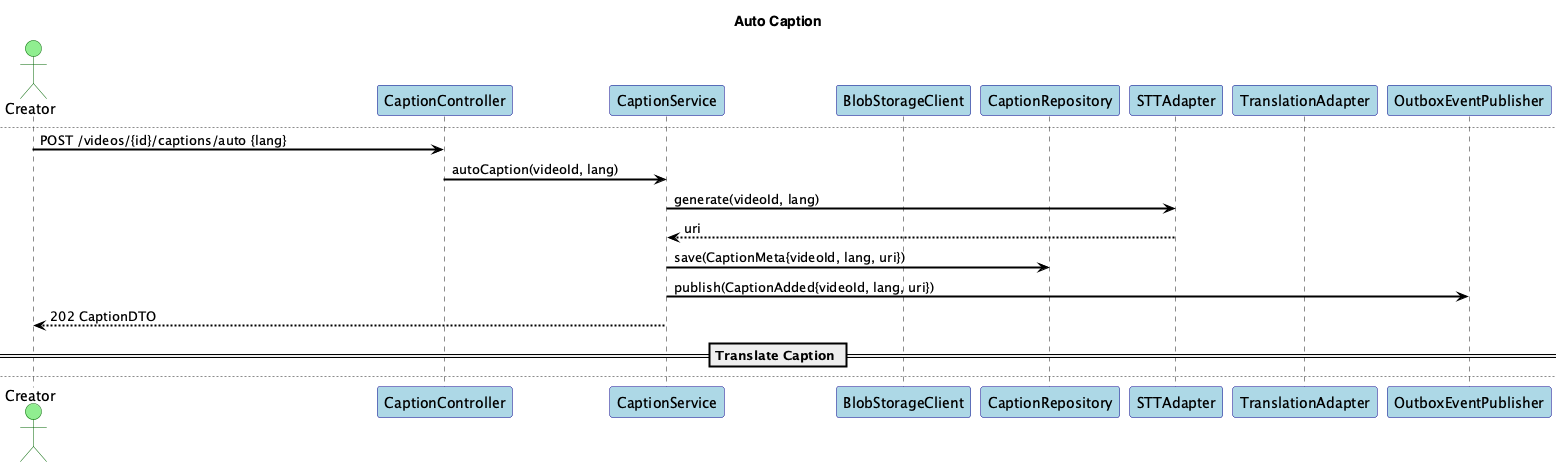 Auto Caption
Creator
CaptionController
CaptionService
BlobStorageClient
CaptionRepository
STTAdapter
TranslationAdapter
OutboxEventPublisher
POST /videos/{id}/captions/auto {lang}
autoCaption(videoId, lang)
generate(videoId, lang)
uri
save(CaptionMeta{videoId, lang, uri})
publish(CaptionAdded{videoId, lang, uri})
202 CaptionDTO
Translate Caption
Creator
CaptionController
CaptionService
BlobStorageClient
CaptionRepository
STTAdapter
TranslationAdapter
OutboxEventPublisher